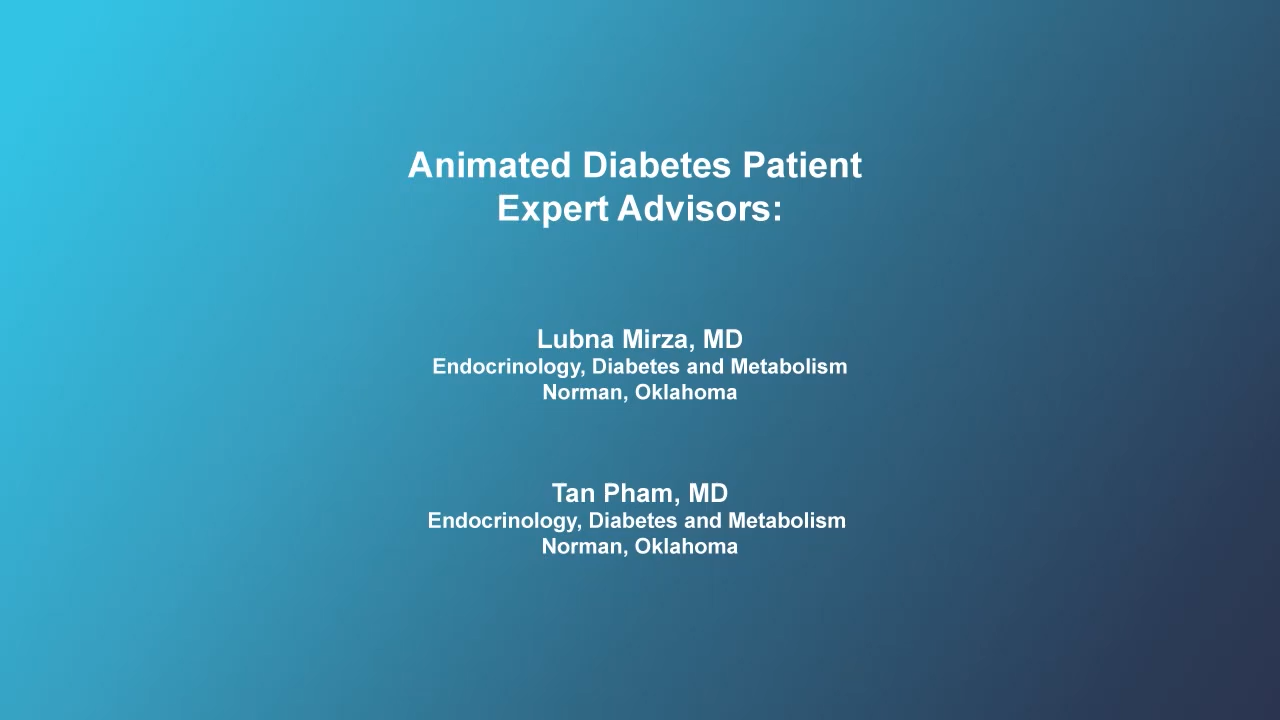 Animated Diabetes Patient
Expert Advisors:
Lubna Mirza, MD
Endocrinology, Diabetes and Metabolism
Norman, Oklahoma
Tan Pham, MD
Endocrinology, Diabetes and Metabolism
Norman, Oklahoma